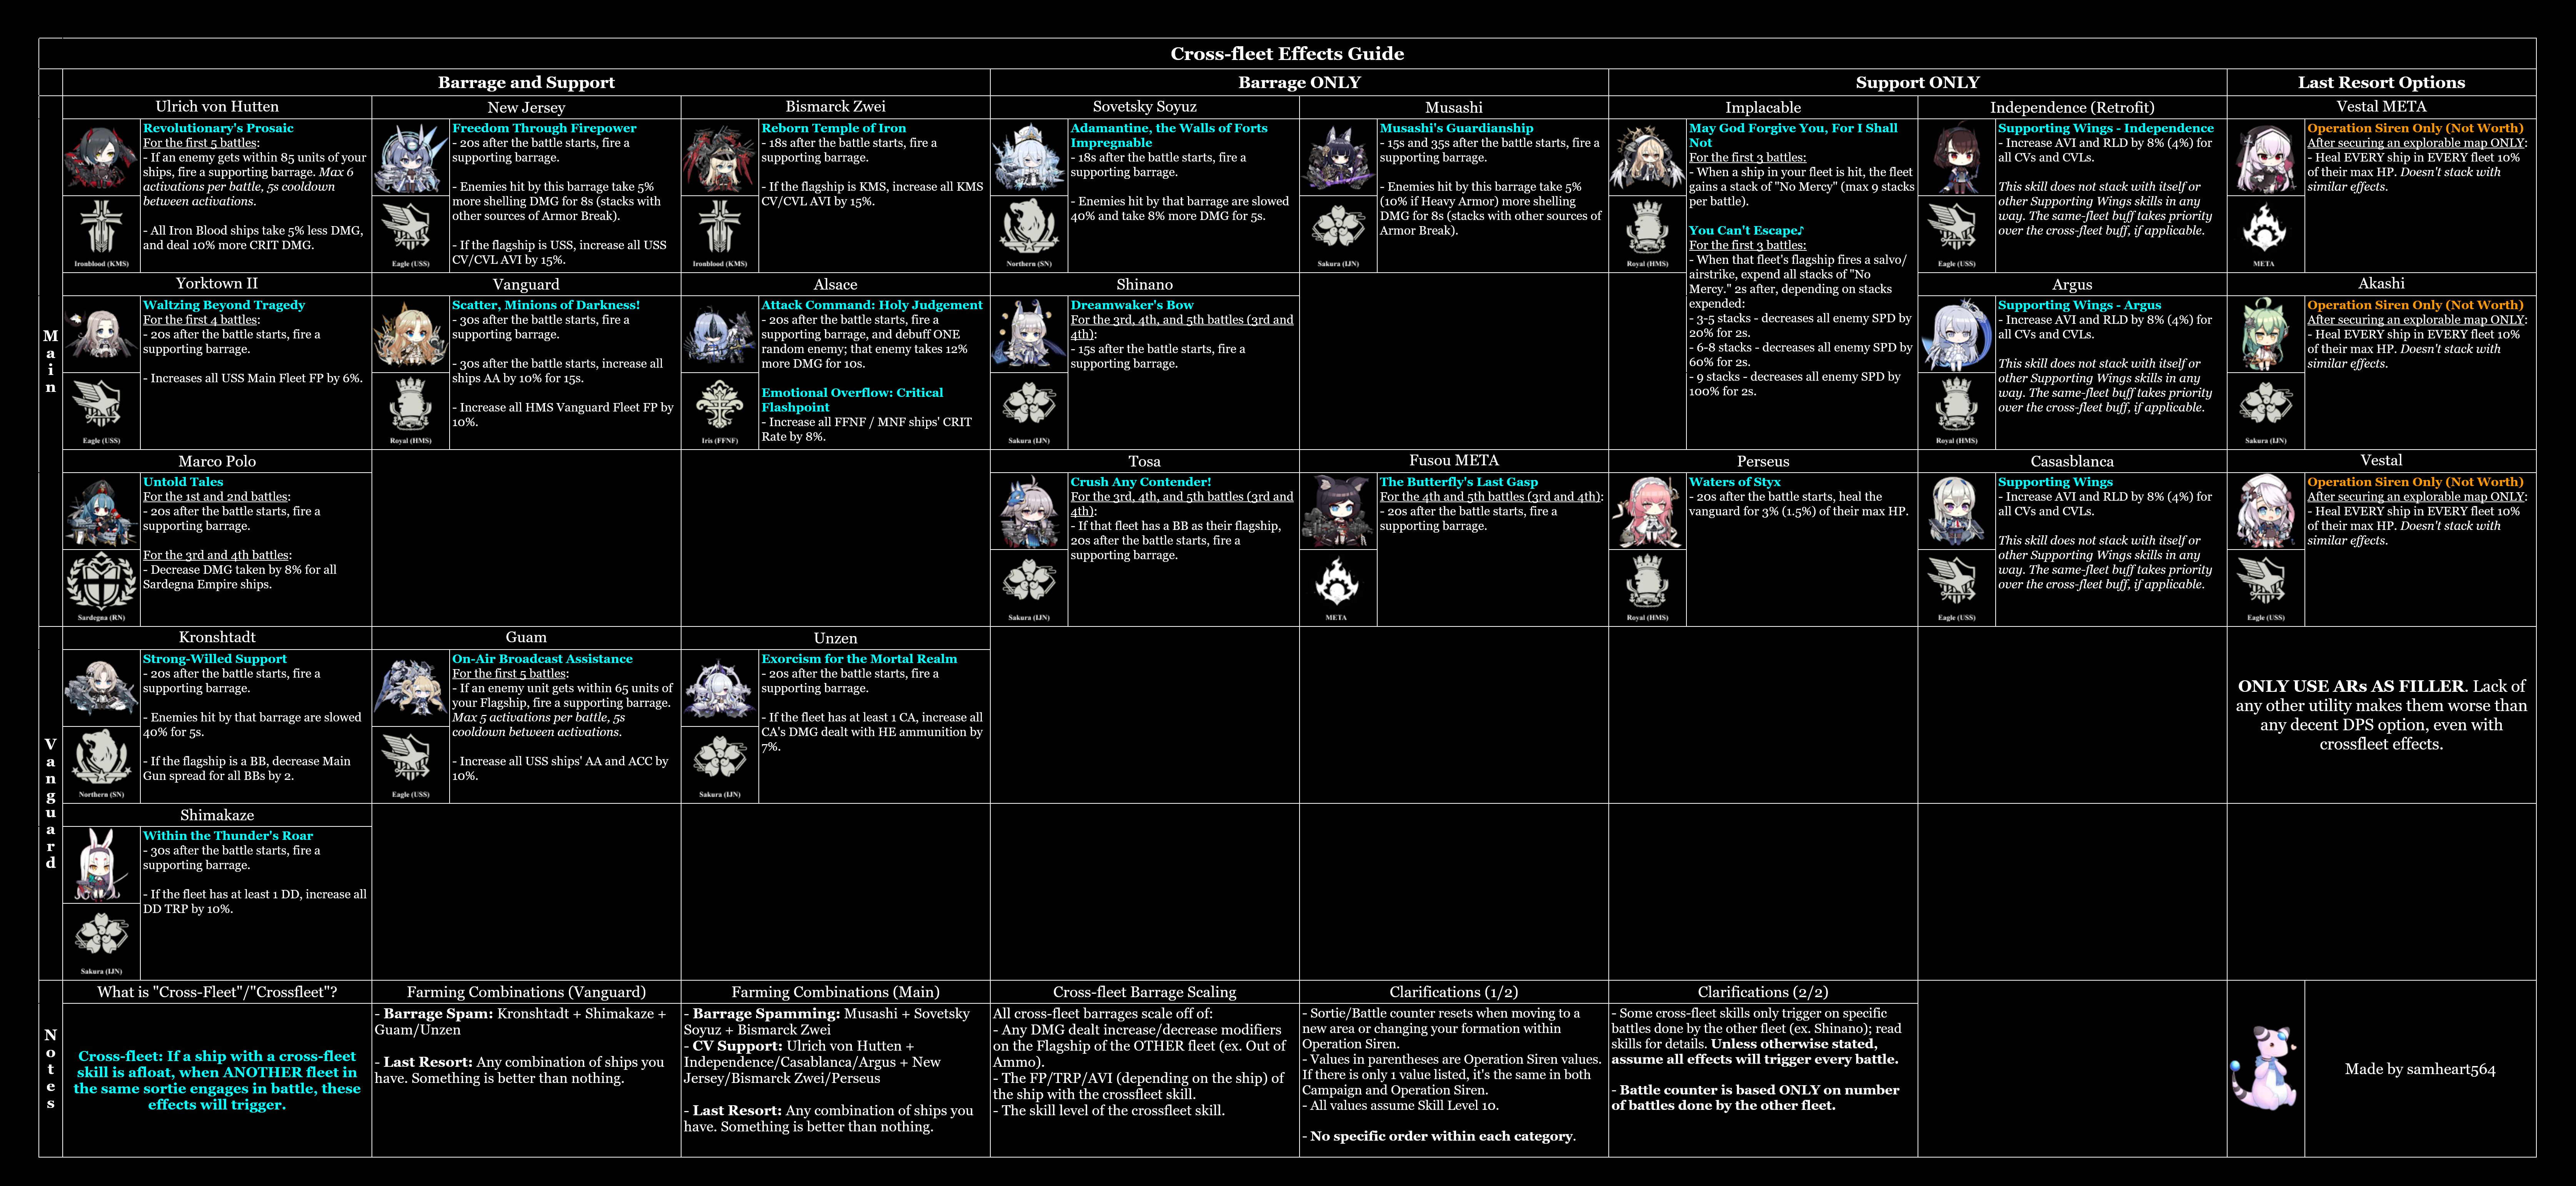 Cross-fleet Effects Guide
Barrage and Support
Barrage ONLY
Support ONLY
Last Resort Options
Main
Ulrich von Hutten
Revolutionary's Prosaic
For the first 5 battles:
- If an enemy gets within 85 units of your
ships, fire a supporting barrage. Max 6
activations per battle, 5s cooldown
between activations.
- All Iron Blood ships take 5% less DMG,
and deal 10% more CRIT DMG.
Ironblood (KMS)
New Jersey
Freedom Through Firepower
- 20s after the battle starts, fire a
supporting barrage.
- Enemies hit by this barrage take 5%
more shelling DMG for 8s (stacks with
other sources of Armor Break).
- If the flagship is USS, increase all USS
CV/CVL AVI by 15%.
Eagle (USS)
Bismarck Zwei
Reborn Temple of Iron
- 18s after the battle starts, fire a
supporting barrage.
- If the flagship is KMS, increase all KMS
CV/CVL AVI by 15%.
Ironblood (KMS)
Sovetsky Soyuz
Adamantine, the Walls of Forts
Impregnable
- 18s after the battle starts, fire a
supporting barrage.
- Enemies hit by that barrage are slowed
40% and take 8% more DMG for 5s.
Northern (SN)
Musashi
Musashi's Guardianship
- 15s and 35s after the battle starts, fire a
supporting barrage.
- Enemies hit by this barrage take 5%
(10% if Heavy Armor) more shelling
DMG for 8s (stacks with other sources of
Armor Break).
Sakura (IJN)
Implacable
May God Forgive You, For I Shall
Not
For the first 3 battles:
- When a ship in your fleet is hit, the fleet
gains a stack of "No Mercy" (max 9 stacks
per battle).
You Can't Escape♪
For the first 3 battles:
- When that fleet's flagship fires a salvo/
airstrike, expend all stacks of "No
Mercy." 2s after, depending on stacks
expended:
- 3-5 stacks - decreases all enemy SPD by
20% for 2s.
- 6-8 stacks - decreases all enemy SPD by
60% for 2s.
- 9 stacks - decreases all enemy SPD by
100% for 2s.
Royal (HMS)
Independence (Retrofit)
Supporting Wings - Independence
- Increase AVI and RLD by 8% (4%) for
all CVs and CVLs.
This skill does not stack with itself or
other Supporting Wings skills in any
way. The same-fleet buff takes priority
over the cross-fleet buff, if applicable.
Eagle (USS)
Vestal META
Operation Siren Only (Not Worth)
After securing an explorable map ONLY:
- Heal EVERY ship in EVERY fleet 10%
of their max HP. Doesn't stack with
similar effects.
META
Yorktown II
Waltzing Beyond Tragedy
For the first 4 battles:
- 20s after the battle starts, fire a
supporting barrage.
- Increases all USS Main Fleet FP by 6%.
Eagle (USS)
Vanguard
Scatter, Minions of Darkness!
- 30s after the battle starts, fire a
supporting barrage.
- 30s after the battle starts, increase all
ships AA by 10% for 15s.
- Increase all HMS Vanguard Fleet FP by
10%.
Royal (HMS)
Alsace
Attack Command: Holy Judgement
- 20s after the battle starts, fire a
supporting barrage, and debuff ONE
random enemy; that enemy takes 12%
more DMG for 10s.
Emotional Overflow: Critical
Flashpoint
- Increase all FFNF / MNF ships' CRIT
Rate by 8%.
Iris (FFNF)
Shinano
Dreamwaker's Bow
For the 3rd, 4th, and 5th battles (3rd and
4th):
- 15s after the battle starts, fire a
supporting barrage.
Sakura (IJN)
Argus
Supporting Wings - Argus
- Increase AVI and RLD by 8% (4%) for
all CVs and CVLs.
This skill does not stack with itself or
other Supporting Wings skills in any
way. The same-fleet buff takes priority
over the cross-fleet buff, if applicable.
Royal (HMS)
Akashi
Operation Siren Only (Not Worth)
After securing an explorable map ONLY:
- Heal EVERY ship in EVERY fleet 10%
of their max HP. Doesn't stack with
similar effects.
Sakura (IJN)
Marco Polo
Untold Tales
For the 1st and 2nd battles:
- 20s after the battle starts, fire a
supporting barrage.
For the 3rd and 4th battles:
- Decrease DMG taken by 8% for all
Sardegna Empire ships.
Sardegna (RN)
Tosa
Crush Any Contender!
For the 3rd, 4th, and 5th battles (3rd and
4th):
- If that fleet has a BB as their flagship,
20s after the battle starts, fire a
supporting barrage.
Sakura (IJN)
Fusou META
The Butterfly's Last Gasp
For the 4th and 5th battles (3rd and 4th):
- 20s after the battle starts, fire a
supporting barrage.
META
Perseus
Waters of Styx
- 20s after the battle starts, heal the
vanguard for 3% (1.5%) of their max HP.
Royal (HMS)
Casasblanca
Supporting Wings
- Increase AVI and RLD by 8% (4%) for
all CVs and CVLs.
This skill does not stack with itself or
other Supporting Wings skills in any
way. The same-fleet buff takes priority
over the cross-fleet buff, if applicable.
Eagle (USS)
Vestal
Operation Siren Only (Not Worth)
After securing an explorable map ONLY:
- Heal EVERY ship in EVERY fleet 10%
of their max HP. Doesn't stack with
similar effects.
Eagle (USS)
Vanguard
Kronshtadt
Strong-Willed Support
- 20s after the battle starts, fire a
supporting barrage.
- Enemies hit by that barrage are slowed
40% for 5s.
- If the flagship is a BB, decrease Main
Gun spread for all BBs by 2.
Northern (SN)
Guam
On-Air Broadcast Assistance
For the first 5 battles:
- If an enemy unit gets within 65 units of
your Flagship, fire a supporting barrage.
Max 5 activations per battle, 5s
cooldown between activations.
- Increase all USS ships' AA and ACC by
10%.
Eagle (USS)
Unzen
Exorcism for the Mortal Realm
- 20s after the battle starts, fire a
supporting barrage.
- If the fleet has at least 1 CA, increase all
CA's DMG dealt with HE ammunition by
7%.
Sakura (IJN)
ONLY USE ARs AS FILLER. Lack of
any other utility makes them worse than
any decent DPS option, even with
crossfleet effects.
Shimakaze
Within the Thunder's Roar
- 30s after the battle starts, fire a
supporting barrage.
- If the fleet has at least 1 DD, increase all
DD TRP by 10%.
Sakura (IJN)
Notes
What is "Cross-Fleet"/"Crossfleet"?
Cross-fleet: If a ship with a cross-fleet
skill is afloat, when ANOTHER fleet in
the same sortie engages in battle, these
effects will trigger.
Farming Combinations (Vanguard)
- Barrage Spam: Kronshtadt + Shimakaze +
Guam/Unzen
- Last Resort: Any combination of ships you
have. Something is better than nothing.
Farming Combinations (Main)
- Barrage Spamming: Musashi + Sovetsky
Soyuz + Bismarck Zwei
- CV Support: Ulrich von Hutten +
Independence/Casablanca/Argus + New
Jersey/Bismarck Zwei/Perseus
- Last Resort: Any combination of ships you
have. Something is better than nothing.
Cross-fleet Barrage Scaling
All cross-fleet barrages scale off of:
- Any DMG dealt increase/decrease modifiers
on the Flagship of the OTHER fleet (ex. Out of
Ammo).
- The FP/TRP/AVI (depending on the ship) of
the ship with the crossfleet skill.
- The skill level of the crossfleet skill.
Clarifications (1/2)
- Sortie/Battle counter resets when moving to a
new area or changing your formation within
Operation Siren.
- Values in parentheses are Operation Siren values.
If there is only 1 value listed, it's the same in both
Campaign and Operation Siren.
- All values assume Skill Level 10.
- No specific order within each category.
Clarifications (2/2)
- Some cross-fleet skills only trigger on specific
battles done by the other fleet (ex. Shinano); read
skills for details. Unless otherwise stated,
assume all effects will trigger every battle.
- Battle counter is based ONLY on number
of battles done by the other fleet.
Made by samheart564